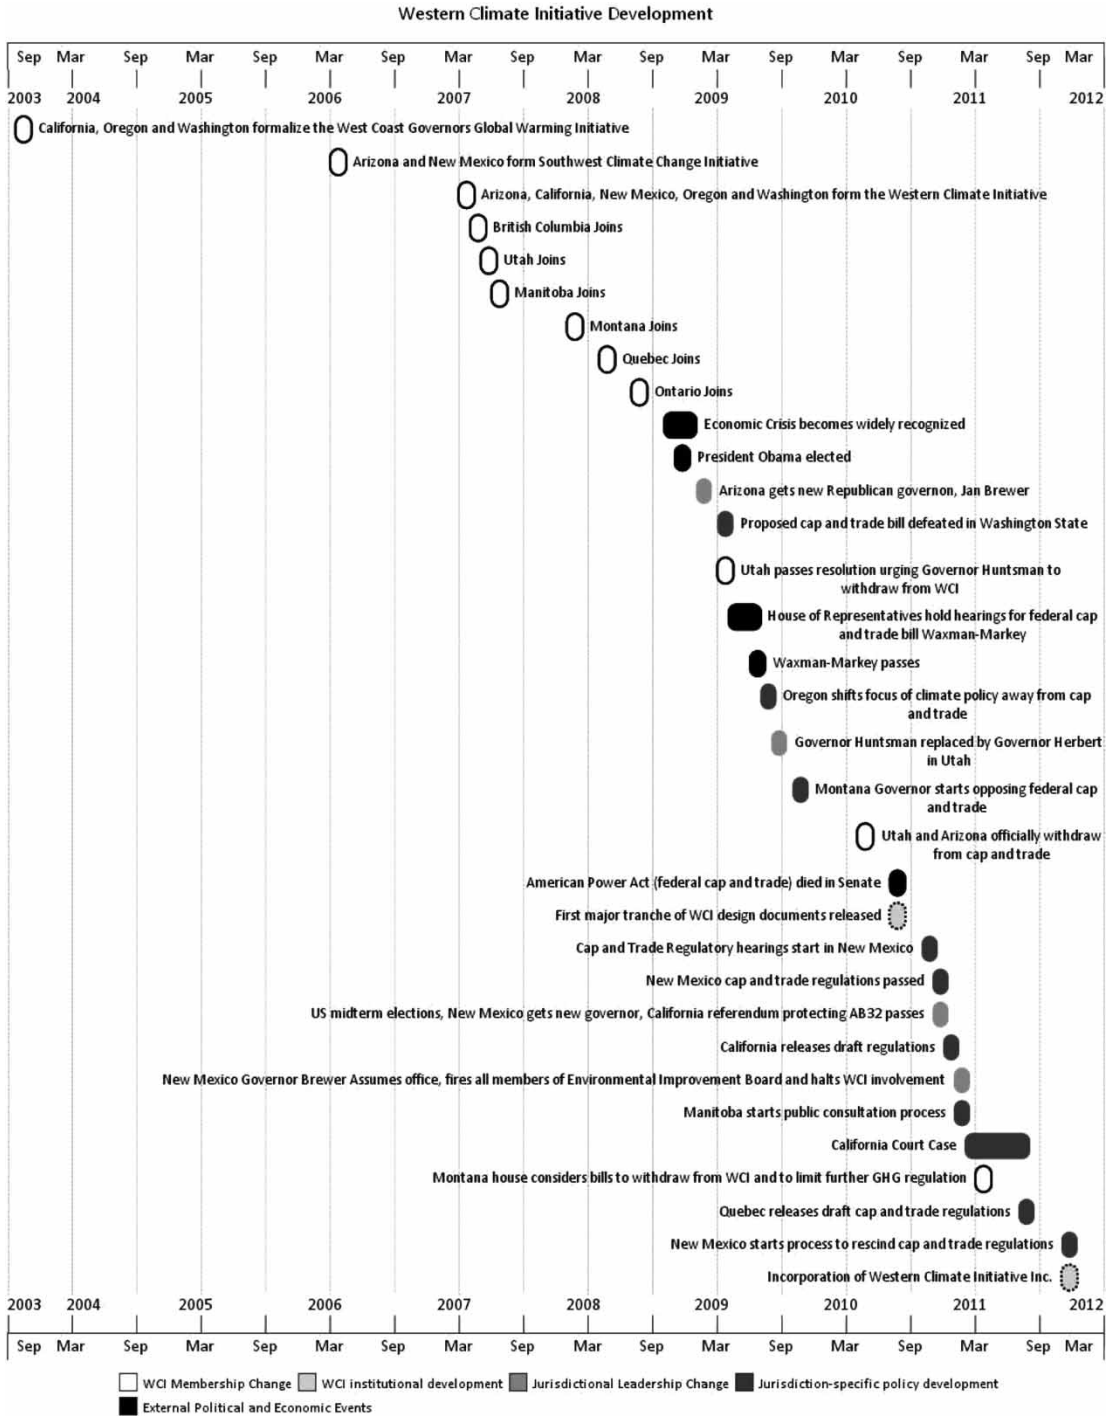 Western Climate Initiative Development
Sep Mar Sep Mar Sep Mar Sep Mar Sep Mar Sep Mar Sep Mar Sep Mar Sep Mar
2003 2004 2005 2006 2007 2008 2009 2010 2011 2012
California, Oregon and Washington formalize the West Coast Governors Global Warming Initiative
Arizona and New Mexico form Southwest Climate Change Initiative
Arizona, California, New Mexico, Oregon and Washington form the Western Climate Initiative
British Columbia Joins
Utah Joins
Manitoba Joins
Montana Joins
Quebec Joins
Ontario Joins
Economic Crisis becomes widely recognized
President Obama elected
Arizona gets new Republican governon, Jan Brewer
Proposed cap and trade bill defeated in Washington State
Utah passes resolution urging Governor Huntsman to
withdraw from WCI
House of Representatives hold hearings for federal cap
and trade bill Waxman-Markey
Waxman-Markey passes
Oregon shifts focus of climate policy away from cap
and trade
Governor Huntsman replaced by Governor Herbert
in Utah
Montana Governor starts opposing federal cap
and trade
Utah and Arizona officially withdraw
from cap and trade
American Power Act (federal cap and trade) died in Senate
First major tranche of WCI design documents released
Cap and Trade Regulatory hearings start in New Mexico
New Mexico cap and trade regulations passed
US midterm elections, New Mexico gets new governor, California referendum protecting AB32 passes
California releases draft regulations
New Mexico Governor Brewer Assumes office, fires all members of Environmental Improvement Board and halts WCI involvement
Manitoba starts public consultation process
California Court Case
Montana house considers bills to withdraw from WCI and to limit further GHG regulation
Quebec releases draft cap and trade regulations
New Mexico starts process to rescind cap and trade regulations
Incorporation of Western Climate Initiative Inc.
2003 2004 2005 2006 2007 2008 2009 2010 2011 2012
Sep Mar Sep Mar Sep Mar Sep Mar Sep Mar Sep Mar Sep Mar Sep Mar Sep Mar
WCI Membership Change WCI institutional development Jurisdictional Leadership Change Jurisdiction-specific policy development
External Political and Economic Events